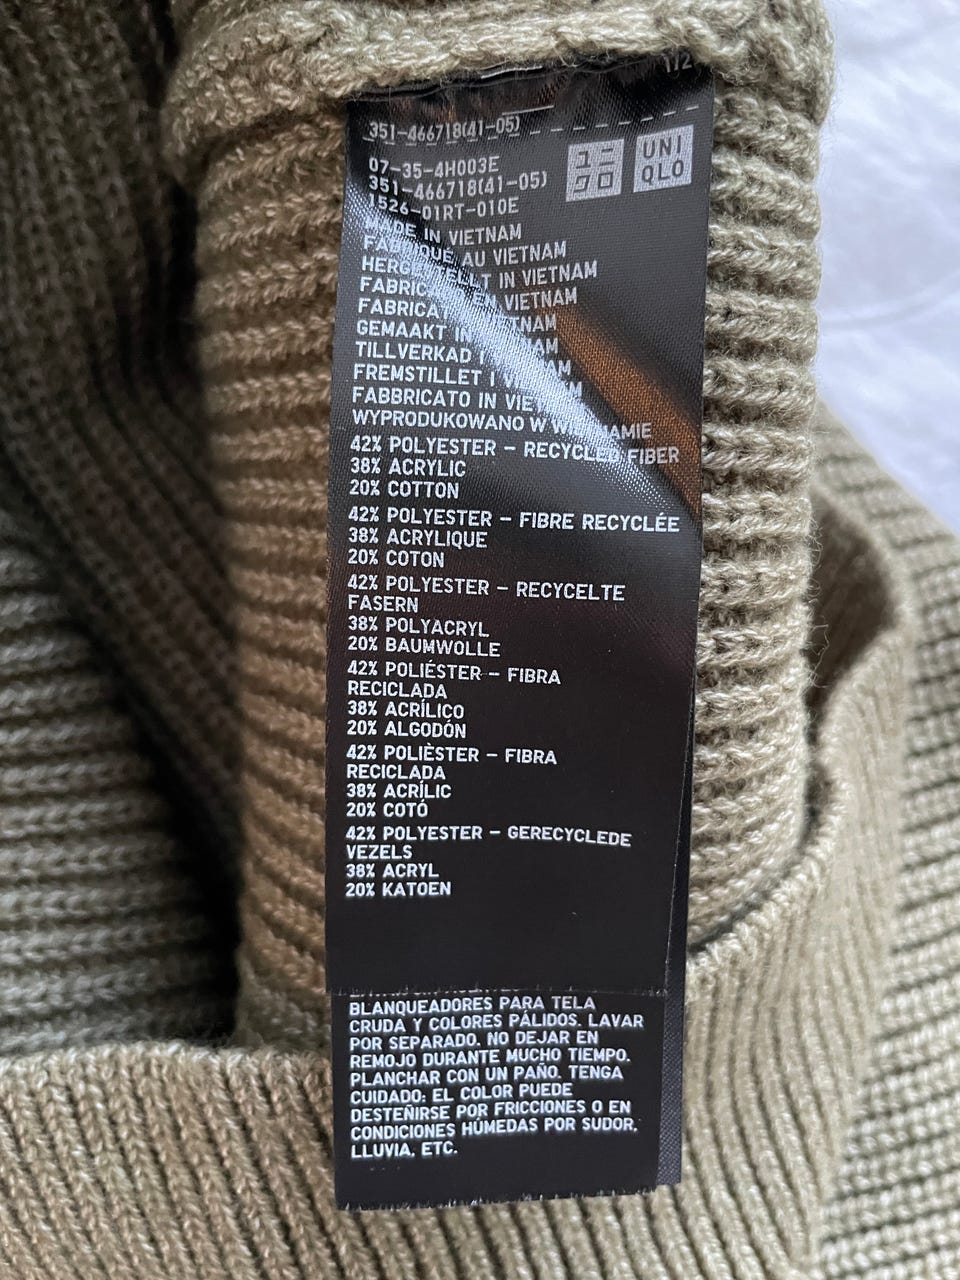 1/2
351-466718(41-05)
07-35-4H003E
351-466718(41-05)
1526-01RT-010E
ユニ
クロ
UNI
QLO
MADE IN VIETNAM
FABRIQUÉ AU VIETNAM
HERGESTELLT IN VIETNAM
EN VIETNAM
GEMAAKT IN
TILLVERKAD I
FREMSTILLET I
FABBRICATO IN
WYPRODUKOWANO W
42% POLYESTER – RECYCLED FIBER
38% ACRYLIC
20% COTTON
42% POLYESTER – FIBRE RECYCLÉE
38% ACRYLIQUE
20% COTON
42% POLYESTER – RECYCELTE
FASERN
38% POLYACRYL
20% BAUMWOLLE
42% POLIÉSTER – FIBRA
RECICLADA
38% ACRÍLICO
20% ALGODÓN
42% POLIÈSTER – FIBRA
RECICLADA
38% ACRÍLIC
20% COTÓ
42% POLYESTER – GERECYCLEDE
VEZELS
38% ACRYL
20% KATOEN
BLANQUEADORES PARA TELA
CRUDA Y COLORES PÁLIDOS. LAVAR
POR SEPARADO. NO DEJAR EN
REMOJO DURANTE MUCHO TIEMPO.
PLANCHAR CON UN PAÑO. TENGA
CUIDADO: EL COLOR PUEDE
DESTEÑIRSE POR FRICCIONES O EN
CONDICIONES HÚMEDAS POR SUDOR,
LLUVIA, ETC.